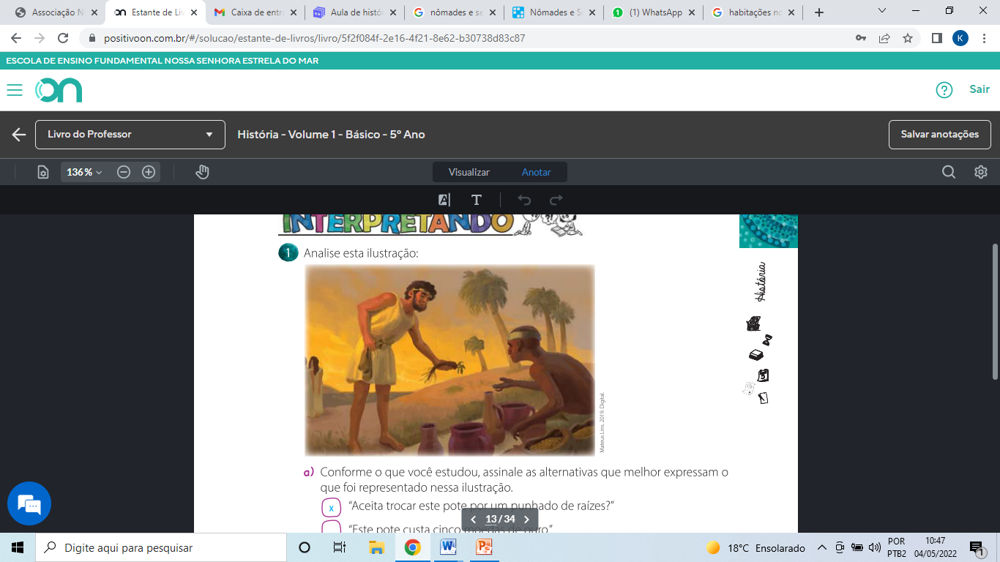 Associação N
Estante de Liv
Caixa de entr
Aula de histór
nômades e se
Nômades e S
(1) WhatsApp
habitações no
positivoon.com.br/#/solucao/estante-de-livros/livro/5f2f084f-2e16-4f21-8e62-b30738d83c87
K
ESCOLA DE ENSINO FUNDAMENTAL NOSSA SENHORA ESTRELA DO MAR
on
?
Sair
Livro do Professor
História - Volume 1 - Básico - 5º Ano
Salvar anotações
136%
Visualizar
Anotar
A
T
INTERPRETANDO
1 Analise esta ilustração:
História
Mateus Lins. 2019. Digital.
a) Conforme o que você estudou, assinale as alternativas que melhor expressam o
que foi representado nessa ilustração.
x "Aceita trocar este pote por um punhado de raízes?"
"Este pote custa cinco moedas de ouro"
13 / 34
Digite aqui para pesquisar
18°C Ensolarado
POR
PTB2
10:47
04/05/2022
1